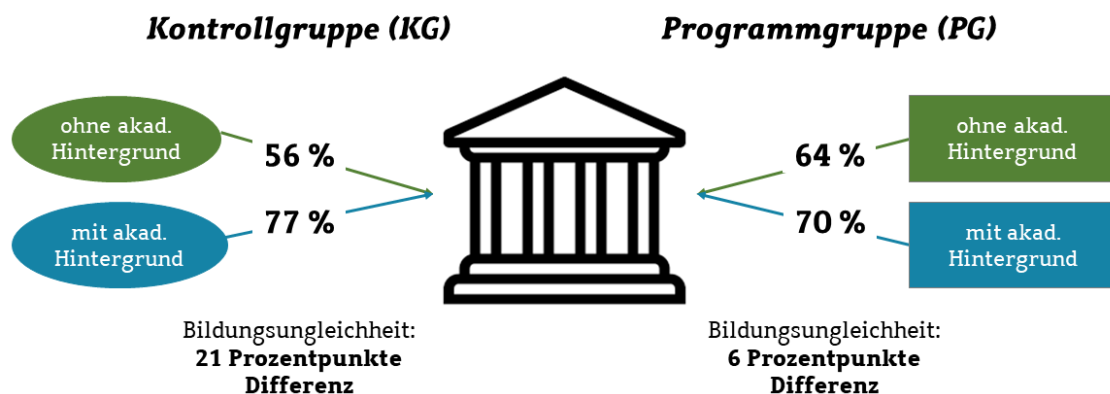 Kontrollgruppe (KG)
Programmgruppe (PG)
ohne akad.
Hintergrund
56 %
mit akad.
Hintergrund
77 %
64 %
ohne akad.
Hintergrund
70 %
mit akad.
Hintergrund
Bildungsungleichheit:
21 Prozentpunkte
Differenz
Bildungsungleichheit:
6 Prozentpunkte
Differenz